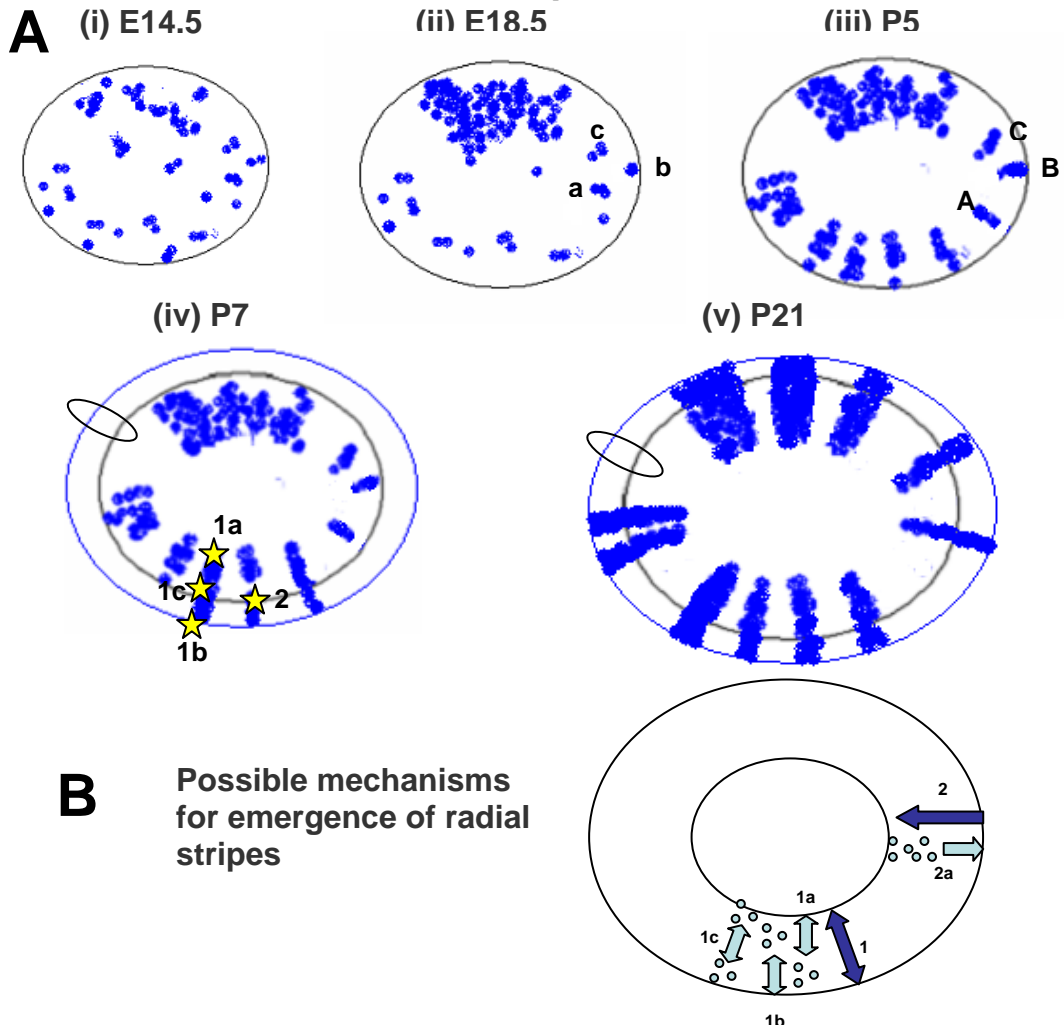 A
(i) E14.5
(ii) E18.5
(iii) P5
c
b
a
C
B
A
(iv) P7
(v) P21
1a
1c
2
1b
B
Possible mechanisms
for emergence of radial
stripes
2
2a
1a
1c
1
1b